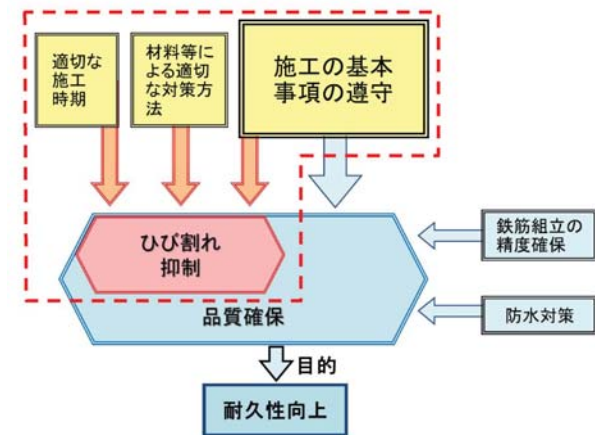 適切な
施工
時期
材料等
による適切
な対策方
法
施工の基本
事項の遵守
ひび割れ
抑制
鉄筋組立の
精度確保
品質確保
防水対策
目的
耐久性向上